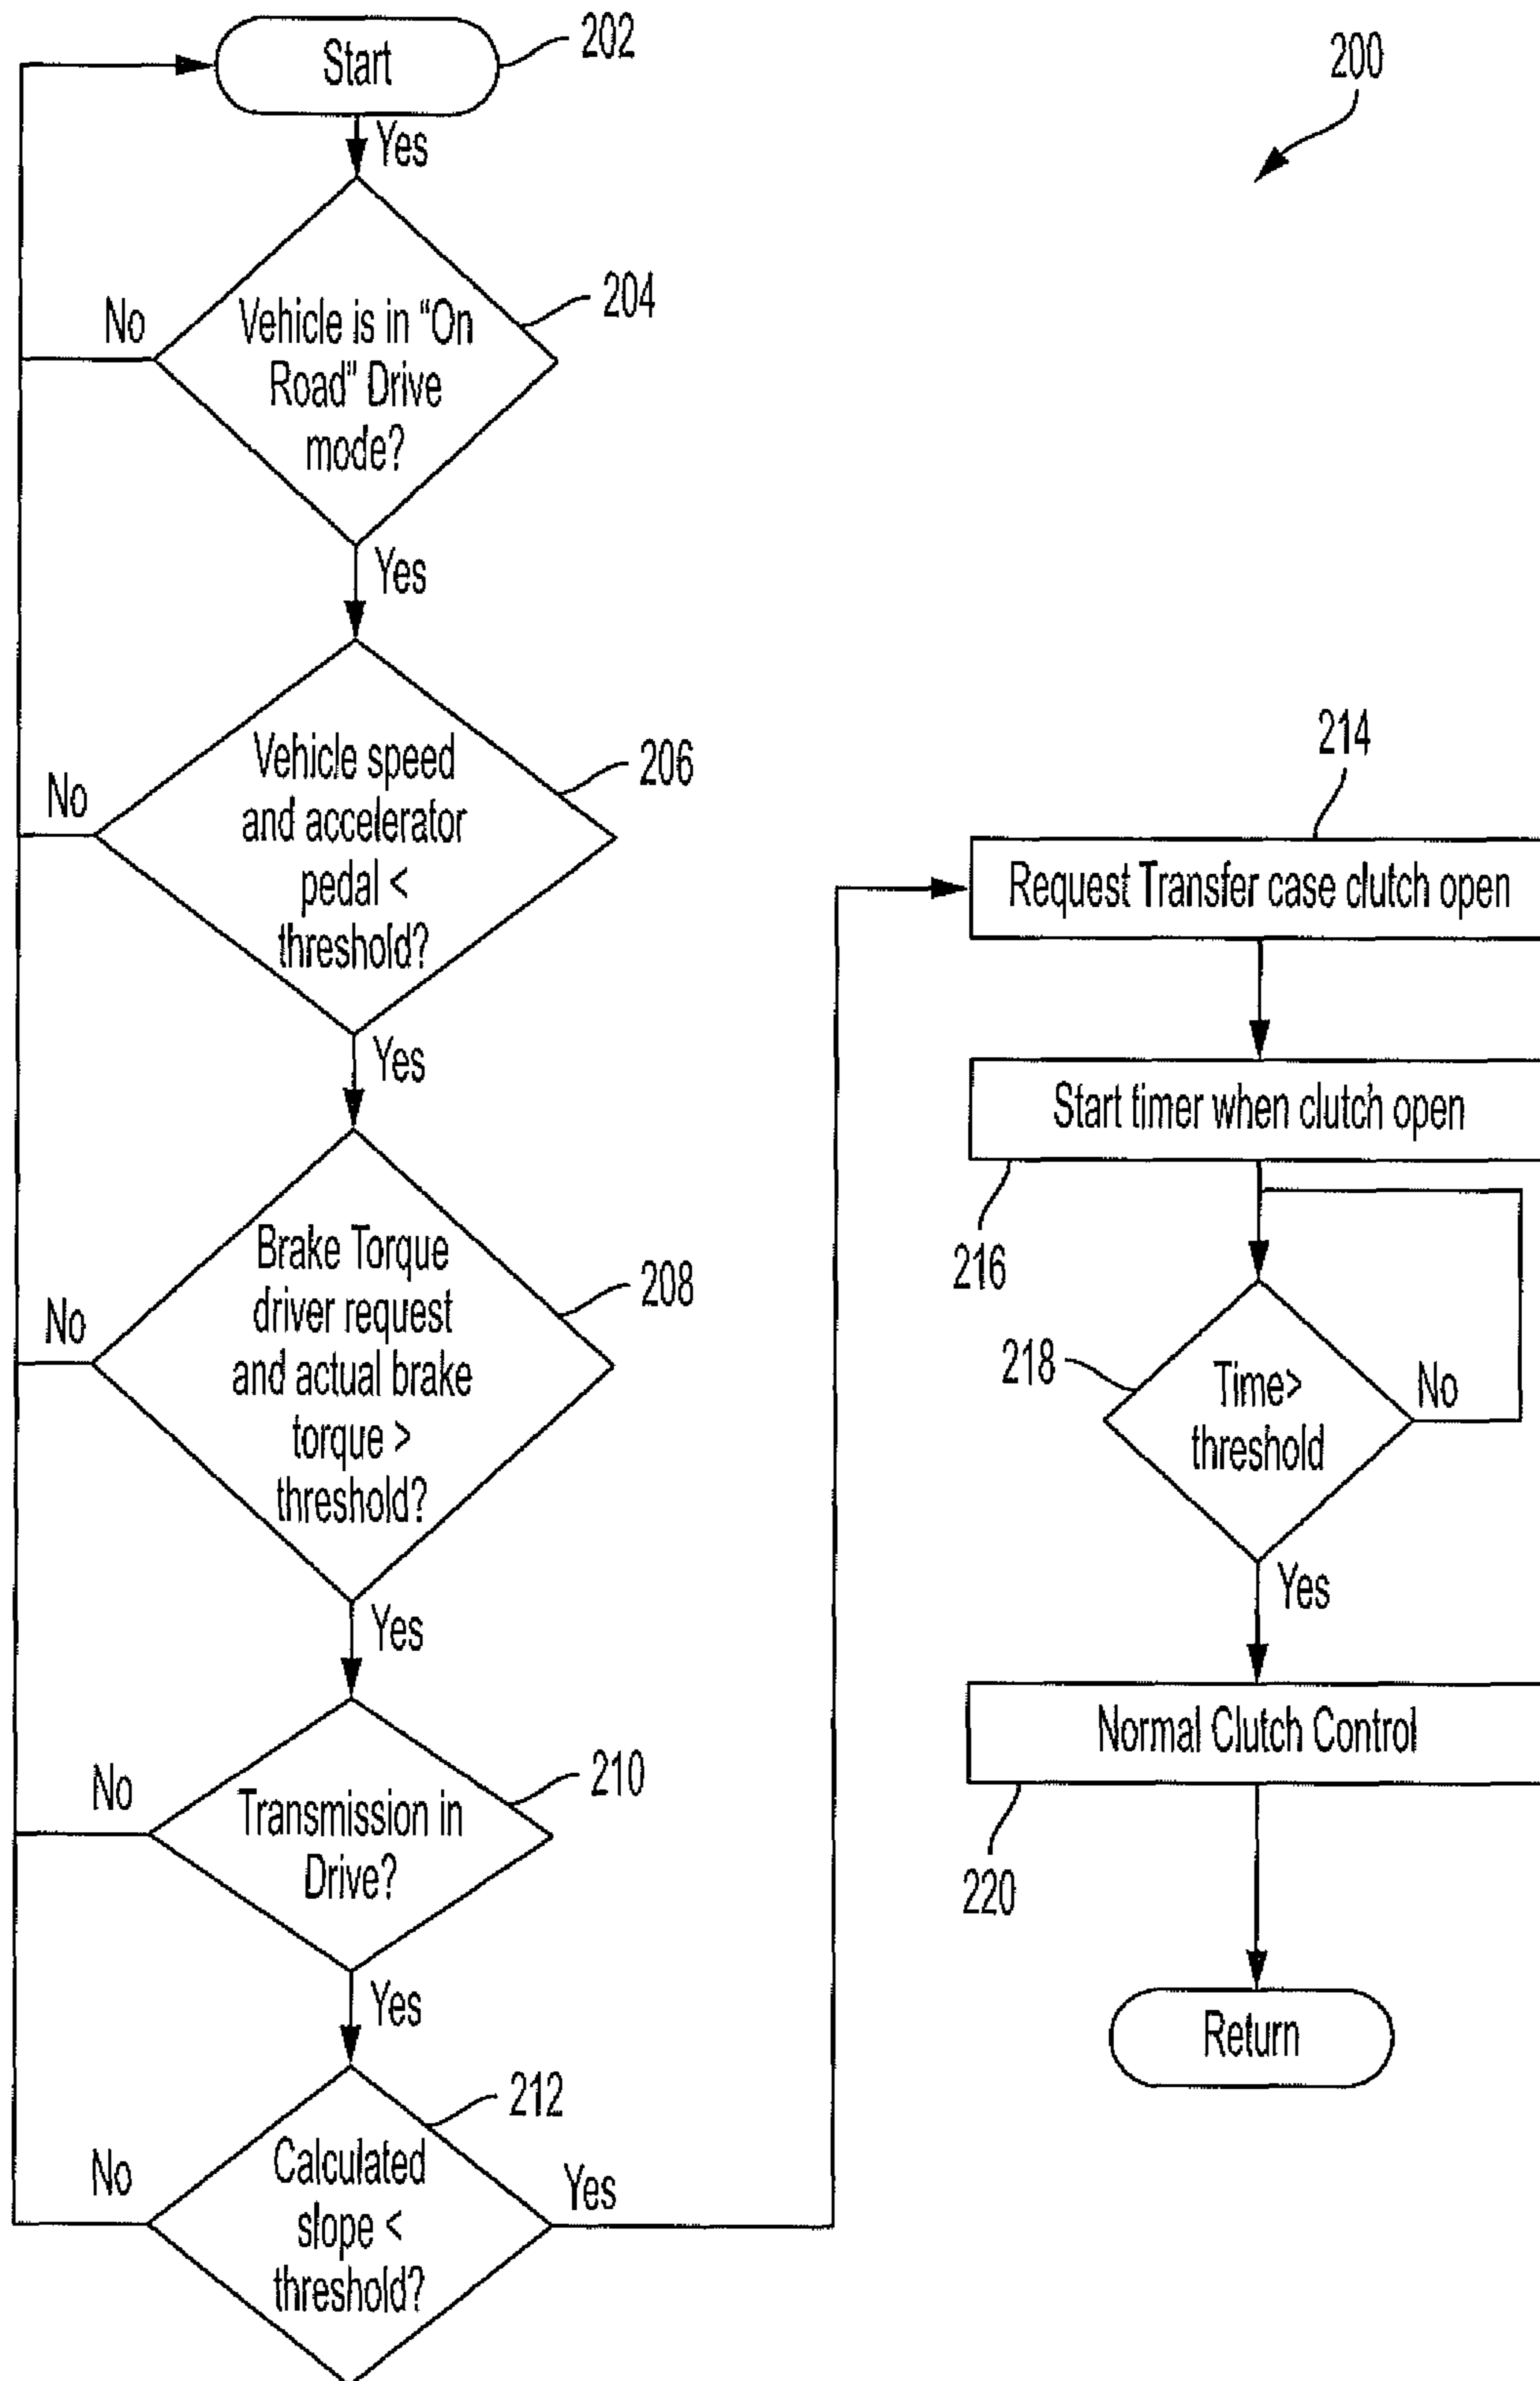 Start
202
200
Yes
Vehicle is in “On
Road” Drive
mode?
204
No
Yes
Vehicle speed
and accelerator
pedal <
threshold?
206
No
Yes
Brake Torque
driver request
and actual brake
torque >
threshold?
208
No
Yes
Transmission in
Drive?
210
No
Yes
Calculated
slope <
threshold?
212
No
Yes
214
Request Transfer case clutch open
Start timer when clutch open
216
218
Time>
threshold
No
Yes
Normal Clutch Control
220
Return